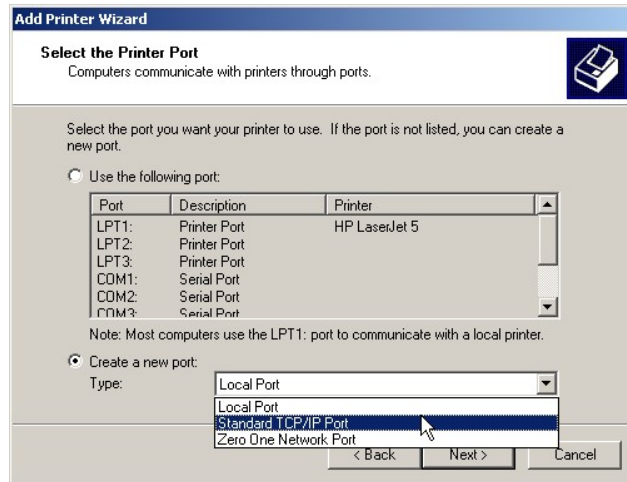 Add Printer Wizard
Select the Printer Port
Computers communicate with printers through ports.
Select the port you want your printer to use. If the port is not listed, you can create a
new port.
Use the following port:
Port Description Printer
LPT1: Printer Port HP LaserJet 5
LPT2: Printer Port
LPT3: Printer Port
COM1: Serial Port
COM2: Serial Port
COM3: Serial Port
Note: Most computers use the LPT1: port to communicate with a local printer.
Create a new port:
Type: Local Port
Local Port
Standard TCP/IP Port
Zero One Network Port
< Back Next > Cancel